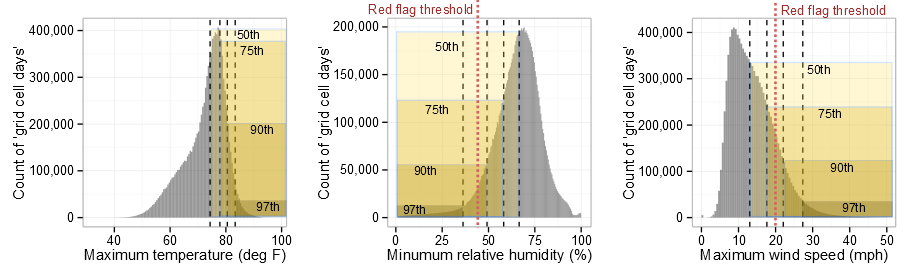 Red flag threshold
Red flag threshold
Count of 'grid cell days'
400,000
300,000
200,000
100,000
0
50th
75th
90th
97th
40
60
80
100
Maximum temperature (deg F)
Count of 'grid cell days'
200,000
150,000
100,000
50,000
0
50th
75th
90th
97th
0
25
50
75
100
Minumum relative humidity (%)
Count of 'grid cell days'
400,000
300,000
200,000
100,000
0
50th
75th
90th
97th
0
10
20
30
40
50
Maximum wind speed (mph)